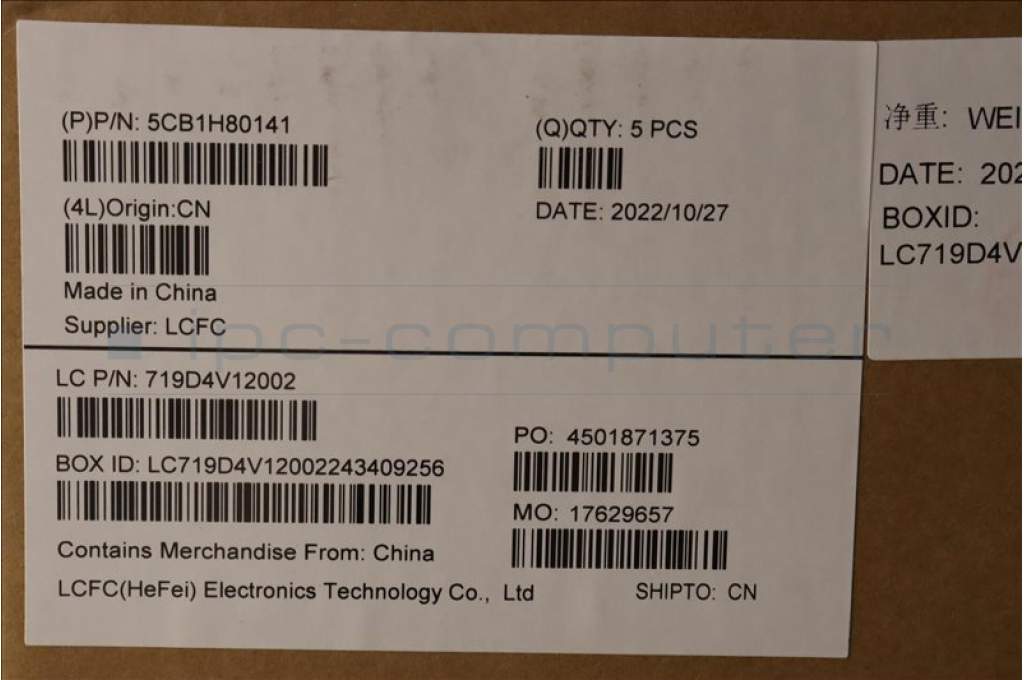 (P)P/N: 5CB1H80141
(Q)QTY: 5 PCS
(4L)Origin:CN
DATE: 2022/10/27
Made in China
Supplier: LCFC
ipc-computer
LC P/N: 719D4V12002
BOX ID: LC719D4V12002243409256
PO: 4501871375
MO: 17629657
Contains Merchandise From: China
LCFC(HeFei) Electronics Technology Co., Ltd
SHIPTO: CN
净重: WEI
DATE: 202
BOXID:
LC719D4V